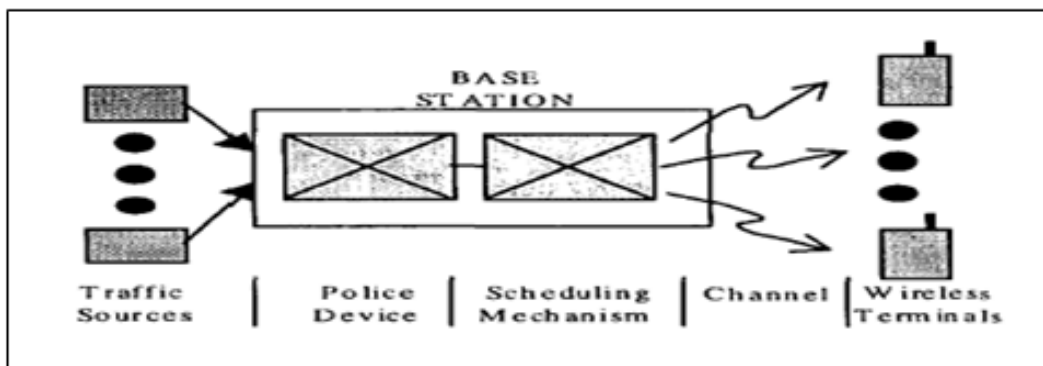 BASE
STATION
Traffic
Sources
Police
Device
Scheduling
Mechanism
Channel
Wireless
Terminals